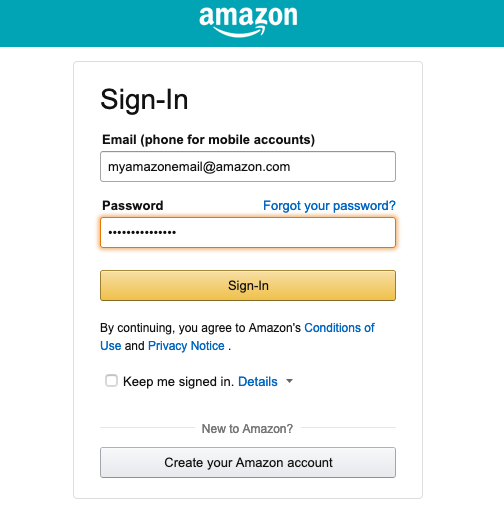 amazon
Sign-In
Email (phone for mobile accounts)
myamazonemail@amazon.com
Password Forgot your password?
••••••••••••••
Sign-In
By continuing, you agree to Amazon's Conditions of
Use and Privacy Notice .
Keep me signed in. Details
New to Amazon?
Create your Amazon account